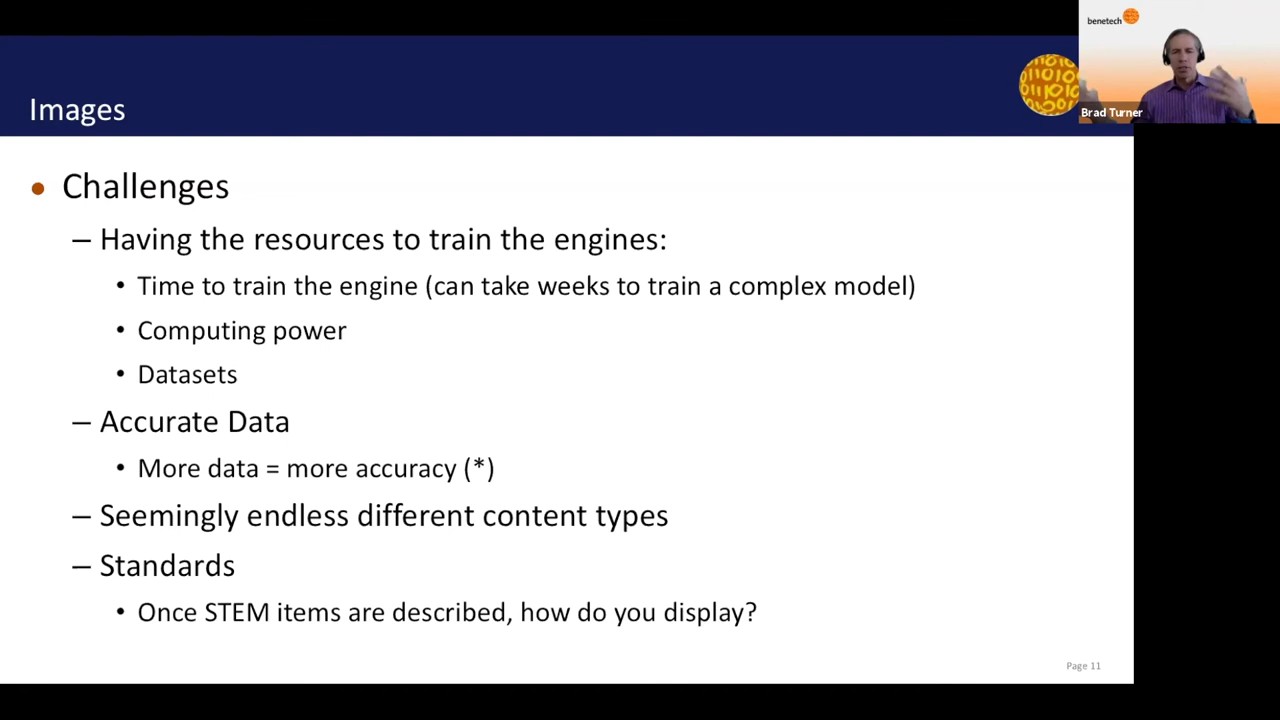 benetech
Brad Turner
Images
• Challenges
– Having the resources to train the engines:
• Time to train the engine (can take weeks to train a complex model)
• Computing power
• Datasets
– Accurate Data
• More data = more accuracy (*)
– Seemingly endless different content types
– Standards
• Once STEM items are described, how do you display?
Page 11